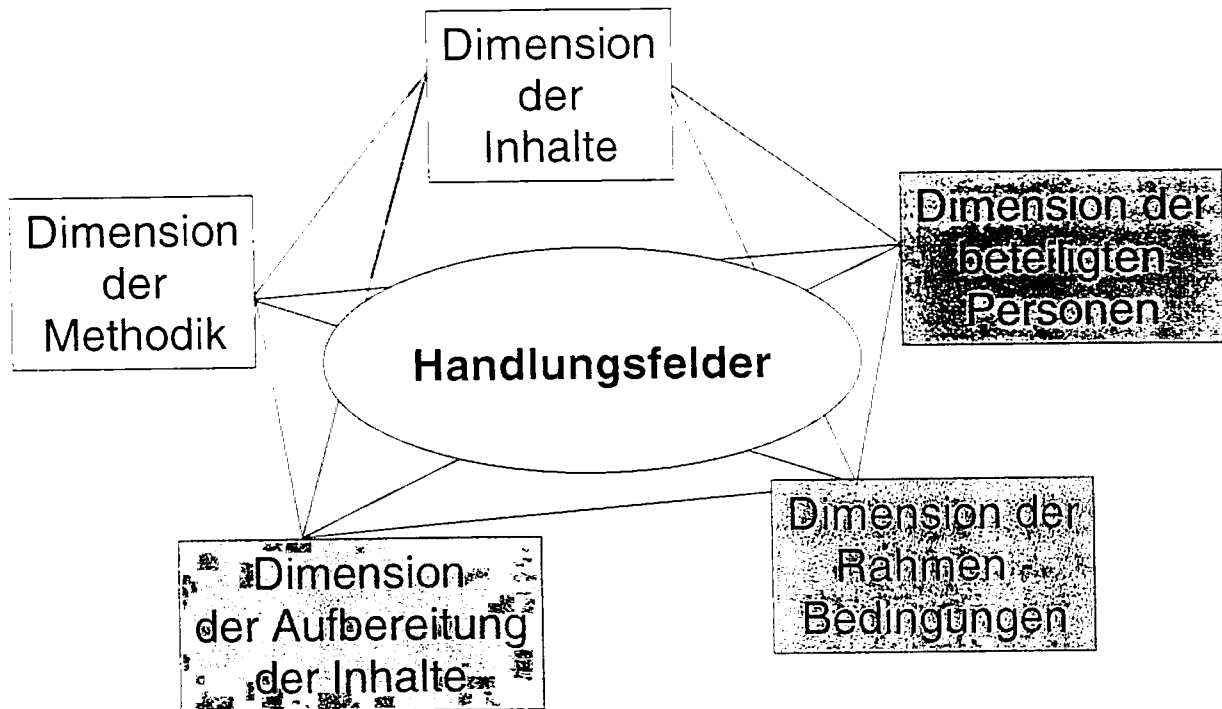 Dimension
der
Inhalte
Dimension
der
Methodik
Dimension der
beteiligten
Personen
Handlungsfelder
Dimension der
Rahmen
Bedingungen
Dimension
der Aufbereitung
der Inhalte